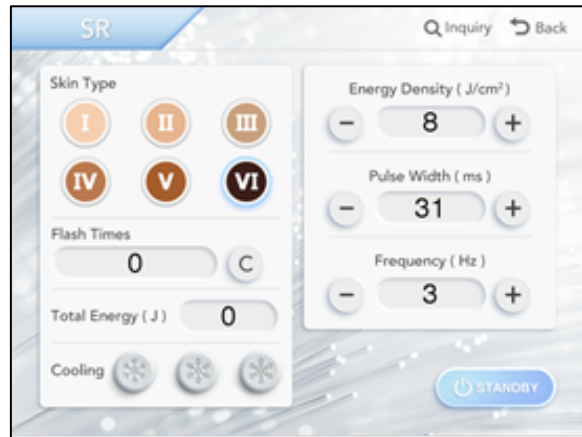 SR
Inquiry
Back
Skin Type
I II III
IV V VI
Flash Times
0 C
Total Energy ( J ) 0
Cooling
Energy Density ( J/cm² )
− 8 +
Pulse Width ( ms )
− 31 +
Frequency ( Hz )
− 3 +
STANDBY